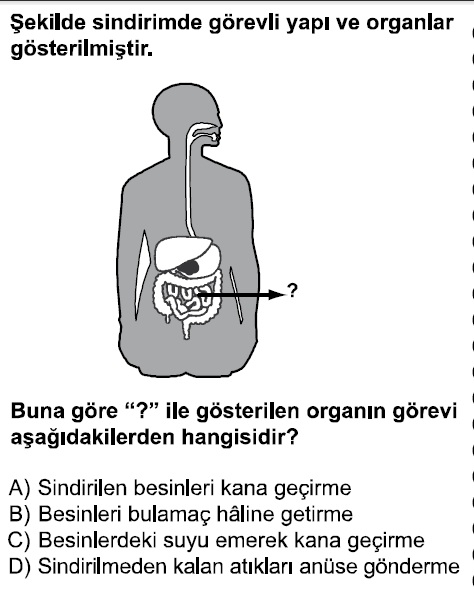 Şekilde sindirimde görevli yapı ve organlar
gösterilmiştir.
?
Buna göre “?” ile gösterilen organın görevi
aşağıdakilerden hangisidir?
A) Sindirilen besinleri kana geçirme
B) Besinleri bulamaç hâline getirme
C) Besinlerdeki suyu emerek kana geçirme
D) Sindirilmeden kalan atıkları anüse gönderme